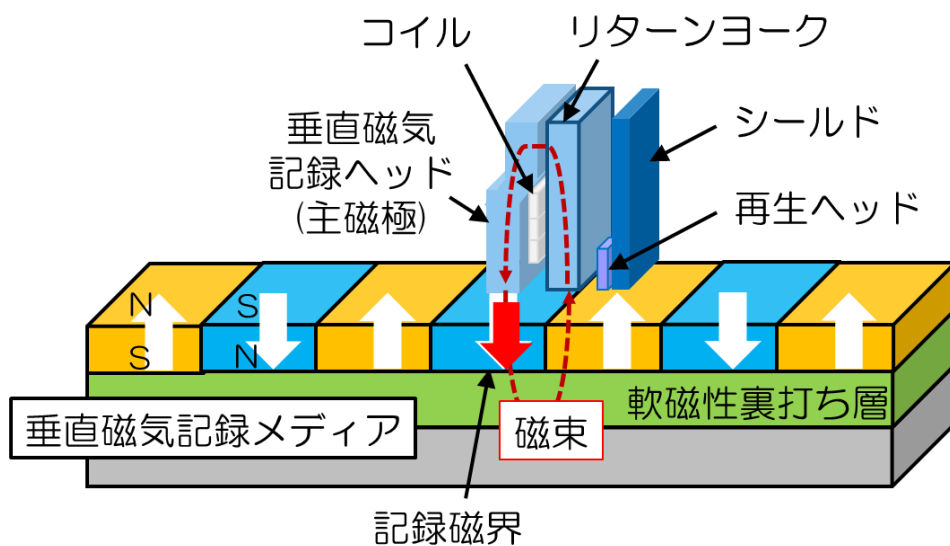 コイル
リターンヨーク
垂直磁気
記録ヘッド
(主磁極)
シールド
再生ヘッド
N
S
S
N
軟磁性裏打ち層
垂直磁気記録メディア
磁束
記録磁界